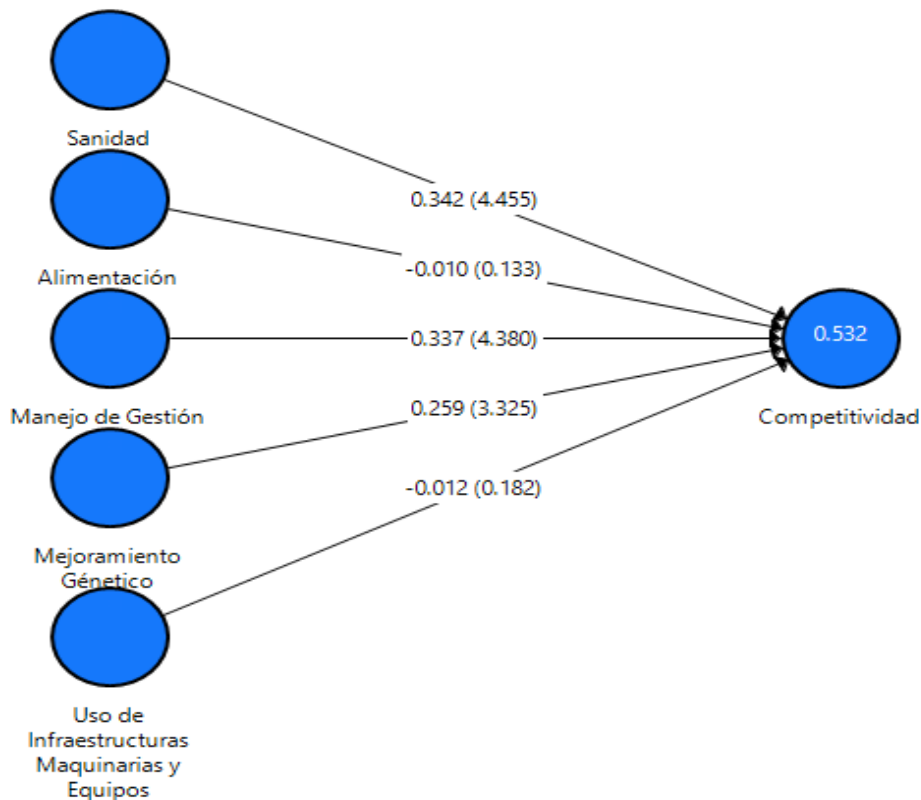 Sanidad
0.342 (4.455)
Alimentación
-0.010 (0.133)
Manejo de Gestión
0.337 (4.380)
0.532
Competitividad
Mejoramiento
Génetico
0.259 (3.325)
Uso de
Infraestructuras
Maquinarias y
Equipos
-0.012 (0.182)